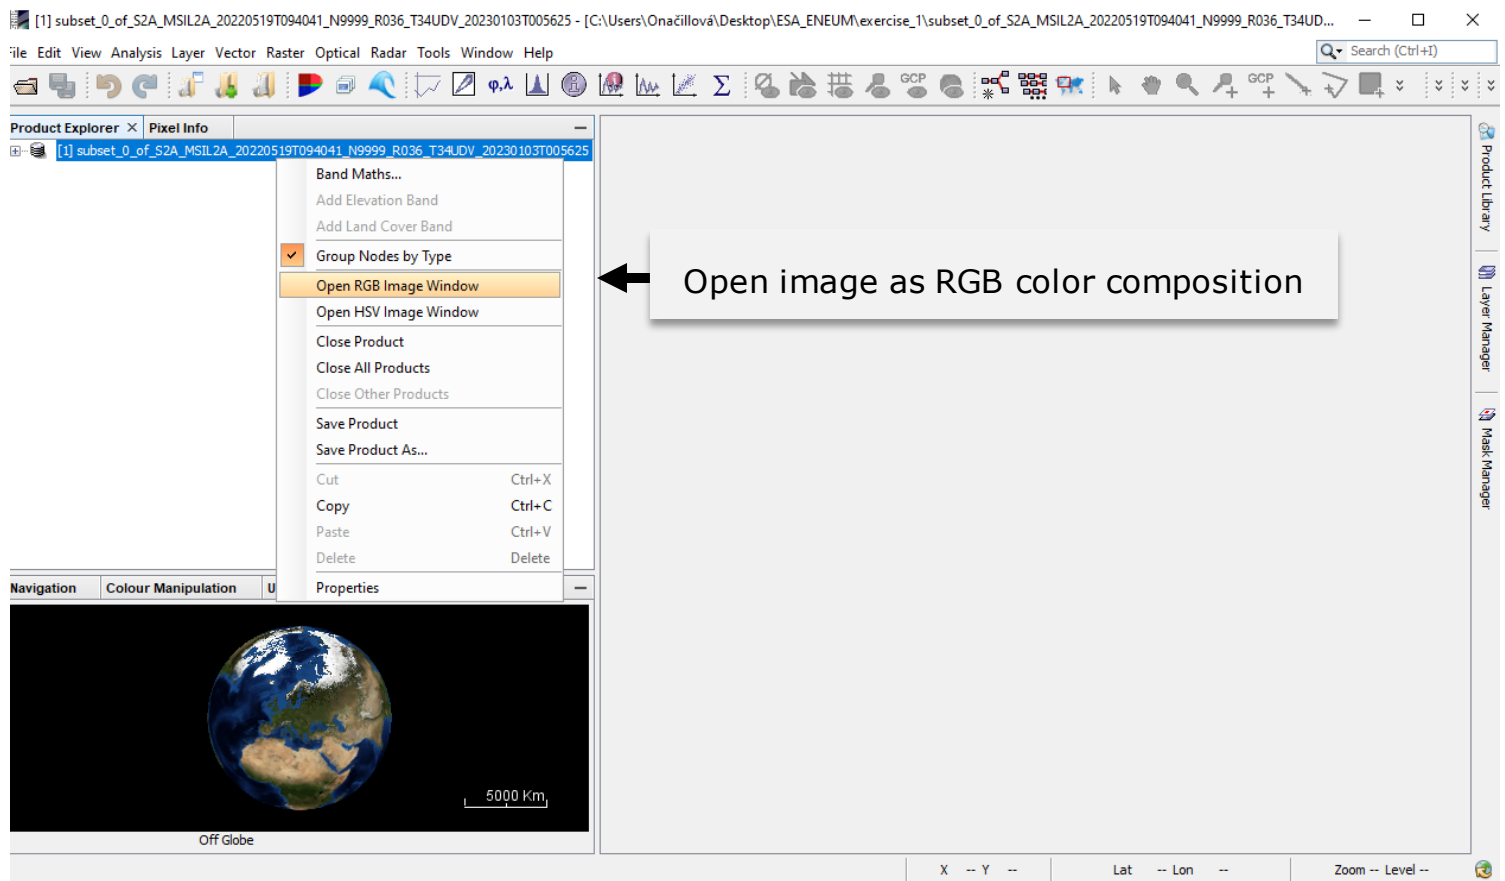 [1] subset_0_of_S2A_MSIL2A_20220519T094041_N9999_R036_T34UDV_20230103T005625 - [C:\Users\Onačillová\Desktop\ESA_ENEUM\exercise_1\subset_0_of_S2A_MSIL2A_20220519T094041_N9999_R036_T34UD...
ile Edit View Analysis Layer Vector Raster Optical Radar Tools Window Help
Search (Ctrl+I)
φ,λ Σ GCP GCP
Product Explorer × Pixel Info
[1] subset_0_of_S2A_MSIL2A_20220519T094041_N9999_R036_T34UDV_20230103T005625
Band Maths...
Add Elevation Band
Add Land Cover Band
Group Nodes by Type
Open RGB Image Window
Open HSV Image Window
Close Product
Close All Products
Close Other Products
Save Product
Save Product As...
Cut Ctrl+X
Copy Ctrl+C
Paste Ctrl+V
Delete Delete
Properties
Open image as RGB color composition
Product Library
Layer Manager
Mask Manager
Navigation Colour Manipulation U
5000 Km
Off Globe
X -- Y -- Lat -- Lon -- Zoom -- Level --